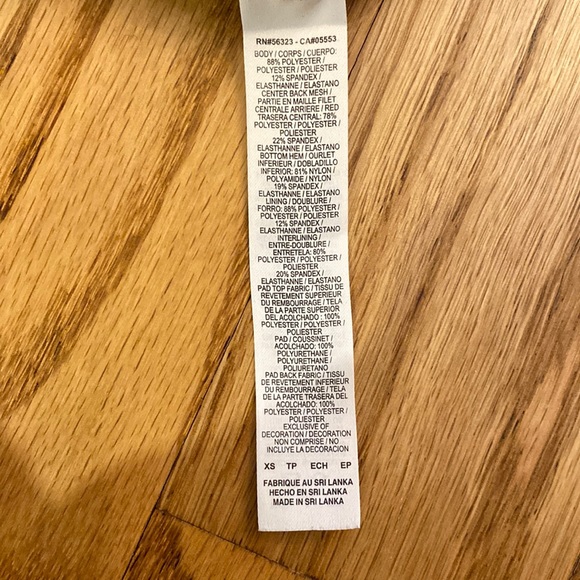 RN#56323 - CA#05553
BODY / CORPS / CUERPO:
88% POLYESTER /
POLYESTER / POLIESTER
12% SPANDEX /
ELASTHANNE / ELASTANO
CENTER BACK MESH /
PARTIE EN MAILLE FILET
CENTRALE ARRIERE / RED
TRASERA CENTRAL: 78%
POLYESTER / POLYESTER /
POLIESTER
22% SPANDEX /
ELASTHANNE / ELASTANO
BOTTOM HEM / OURLET
INFERIEUR / DOBLADILLO
INFERIOR: 81% NYLON /
POLYAMIDE / NYLON
19% SPANDEX /
ELASTHANNE / ELASTANO
LINING / DOUBLURE /
FORRO: 88% POLYESTER /
POLYESTER / POLIESTER
12% SPANDEX /
ELASTHANNE / ELASTANO
INTERLINING /
ENTRE-DOUBLURE /
ENTRETELA: 80%
POLYESTER / POLYESTER /
POLIESTER
20% SPANDEX /
ELASTHANNE / ELASTANO
PAD TOP FABRIC / TISSU DE
REVETEMENT SUPERIEUR
DU REMBOURRAGE / TELA
DE LA PARTE SUPERIOR
DEL ACOLCHADO : 100%
POLYESTER / POLYESTER /
POLIESTER
PAD / COUSSINET /
ACOLCHADO: 100%
POLYURETHANE /
POLYURETHANE /
POLIURETANO
PAD BACK FABRIC / TISSU
DE REVETEMENT INFERIEUR
DU REMBOURRAGE / TELA
DE LA PARTE TRASERA DEL
ACOLCHADO: 100%
POLYESTER / POLYESTER /
POLIESTER
EXCLUSIVE OF
DECORATION / DECORATION
NON COMPRISE / NO
INCLUYE LA DECORACION
XS TP ECH EP
FABRIQUE AU SRI LANKA
HECHO EN SRI LANKA
MADE IN SRI LANKA